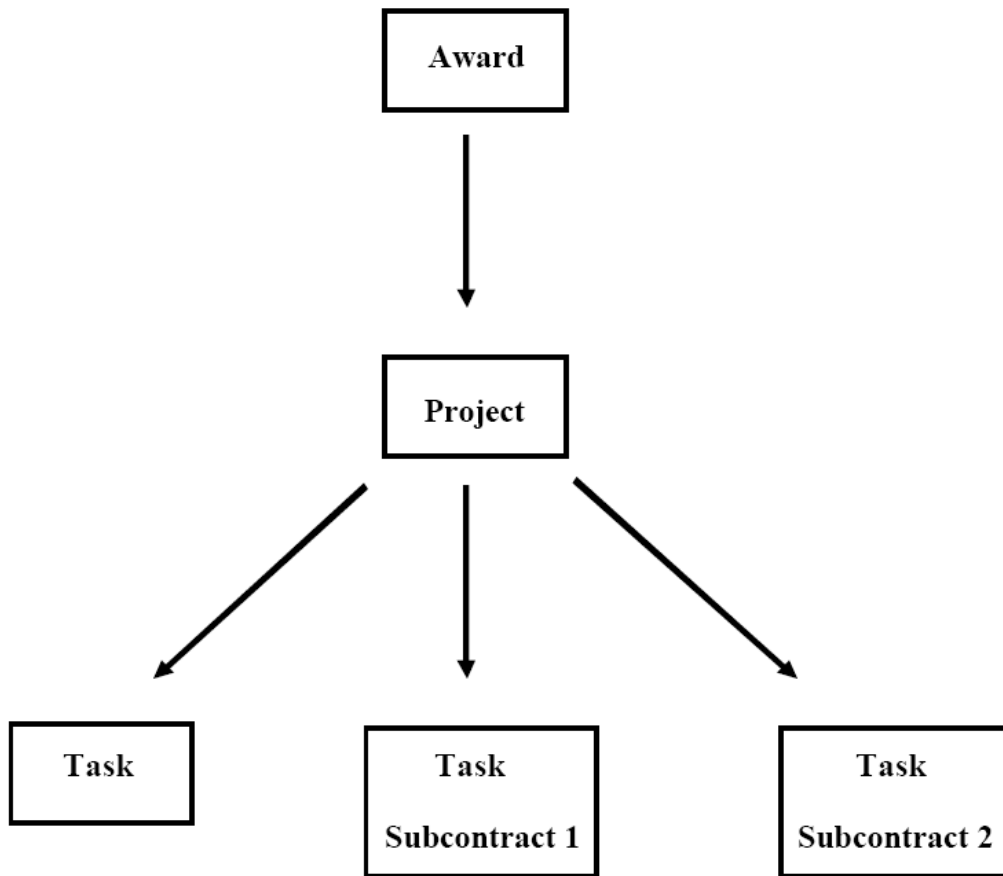 Award
Project
Task
Task
Subcontract 1
Task
Subcontract 2